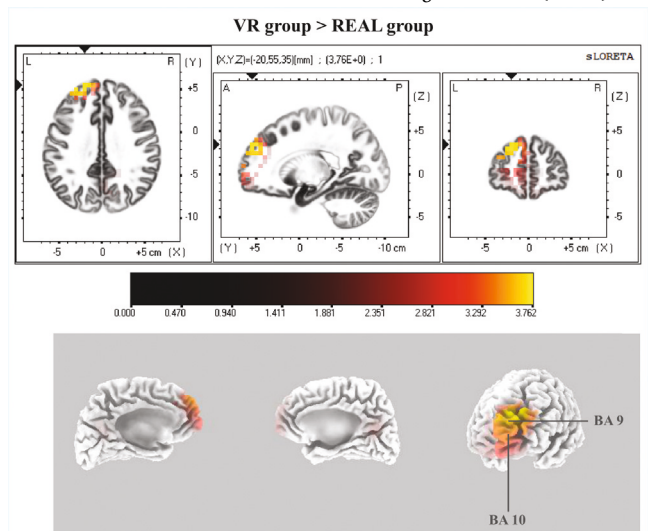 VR group > REAL group
L R (Y)
(X,Y,Z)=(-20,55,35)[mm] ; (3,76E+0) ; 1
sLORETA
A P (Z)
L R (Z)
+5
0
-5
-10
-5 0 +5 cm (X)
+5
0
-5
(Y) +5 0 -5 -10 cm
+5
0
-5
-5 0 +5 cm (X)
0.000 0.470 0.940 1.411 1.881 2.351 2.821 3.292 3.762
BA 9
BA 10